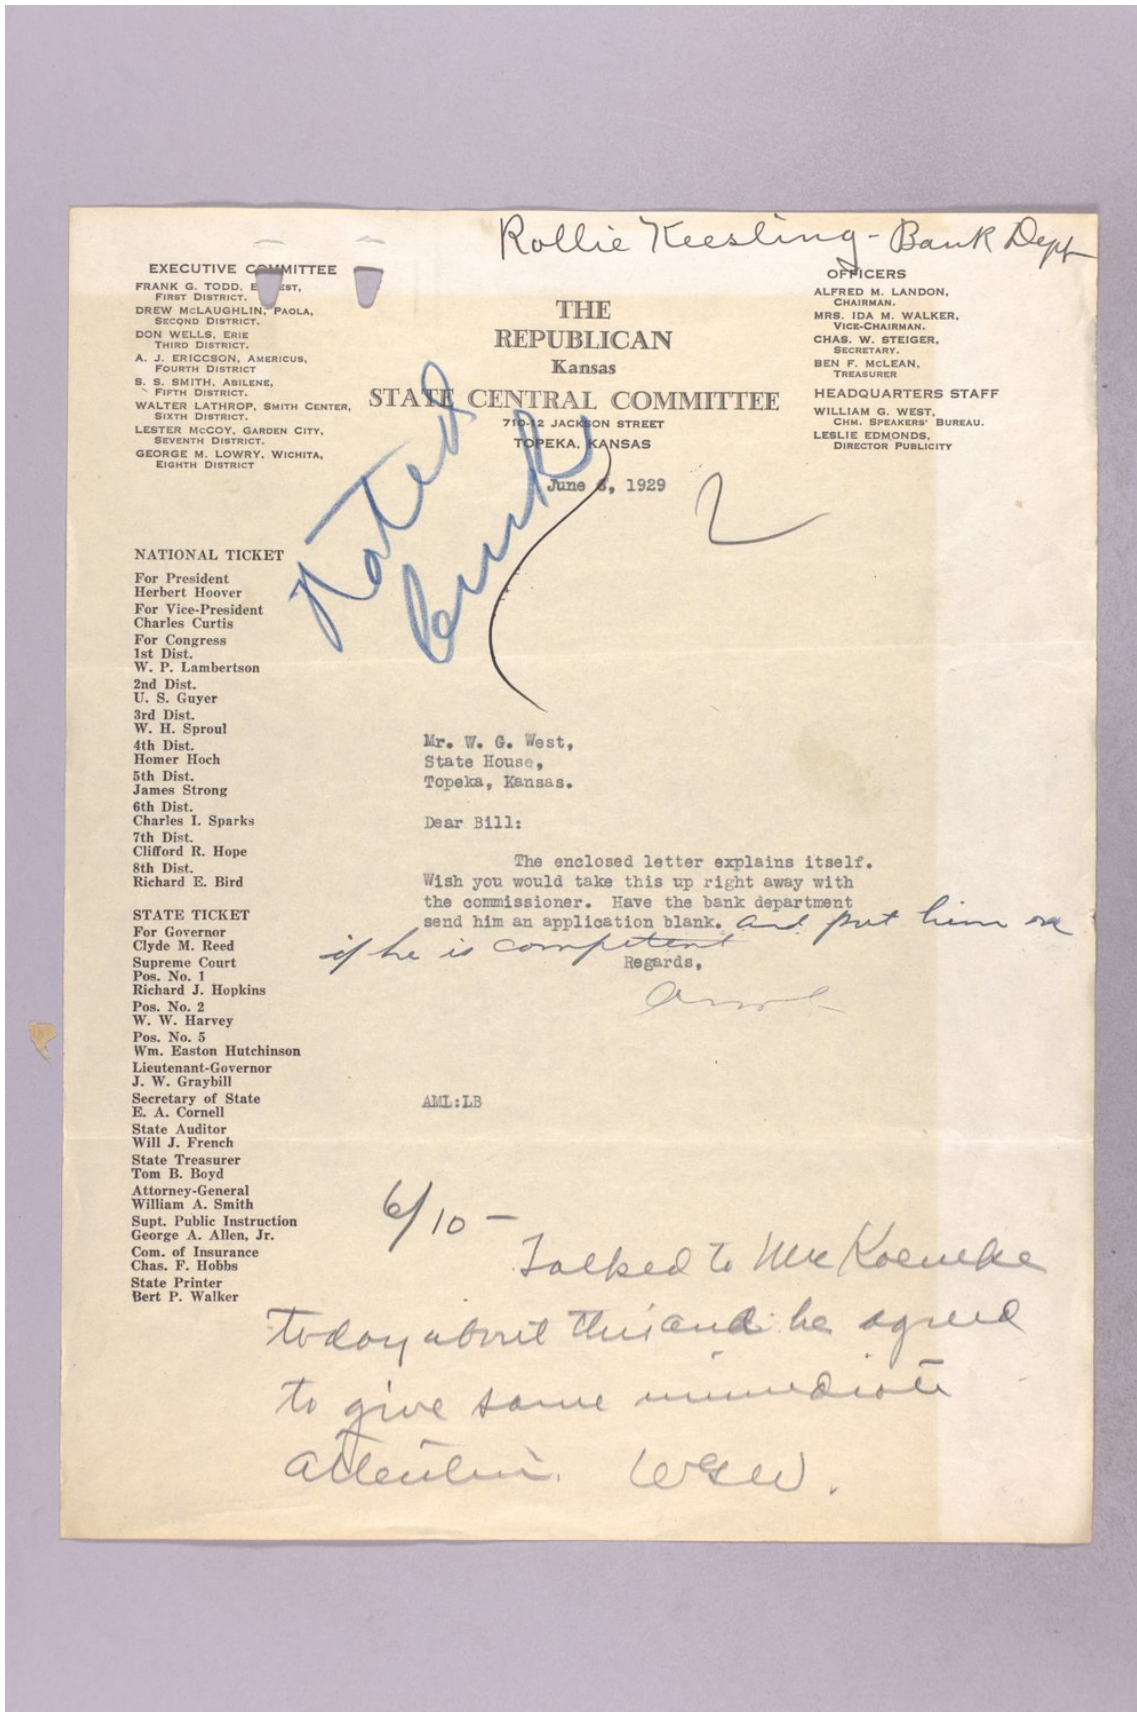 Rollie Keesling - Bank Dept
EXECUTIVE COMMITTEE
FRANK G. TODD,
FIRST DISTRICT.
DREW McLAUGHLIN, PAOLA,
SECOND DISTRICT.
DON WELLS, ERIE
THIRD DISTRICT.
A. J. ERICCSON, AMERICUS,
FOURTH DISTRICT
S. S. SMITH, ABILENE,
FIFTH DISTRICT.
WALTER LATHROP, SMITH CENTER,
SIXTH DISTRICT.
LESTER McCOY, GARDEN CITY,
SEVENTH DISTRICT.
GEORGE M. LOWRY, WICHITA,
EIGHTH DISTRICT
THE
REPUBLICAN
Kansas
STATE CENTRAL COMMITTEE
710-12 JACKSON STREET
TOPEKA, KANSAS
OFFICERS
ALFRED M. LANDON,
CHAIRMAN.
MRS. IDA M. WALKER,
VICE-CHAIRMAN.
CHAS. W. STEIGER,
SECRETARY.
BEN F. McLEAN,
TREASURER
HEADQUARTERS STAFF
WILLIAM G. WEST,
CHM. SPEAKERS' BUREAU.
LESLIE EDMONDS,
DIRECTOR PUBLICITY
June 6, 1929
Noted
NATIONAL TICKET
For President
Herbert Hoover
For Vice-President
Charles Curtis
For Congress
1st Dist.
W. P. Lambertson
2nd Dist.
U. S. Guyer
3rd Dist.
W. H. Sproul
4th Dist.
Homer Hoch
5th Dist.
James Strong
6th Dist.
Charles I. Sparks
7th Dist.
Clifford R. Hope
8th Dist.
Richard E. Bird
STATE TICKET
For Governor
Clyde M. Reed
Supreme Court
Pos. No. 1
Richard J. Hopkins
Pos. No. 2
W. W. Harvey
Pos. No. 5
Wm. Easton Hutchinson
Lieutenant-Governor
J. W. Graybill
Secretary of State
E. A. Cornell
State Auditor
Will J. French
State Treasurer
Tom B. Boyd
Attorney-General
William A. Smith
Supt. Public Instruction
George A. Allen, Jr.
Com. of Insurance
Chas. F. Hobbs
State Printer
Bert P. Walker
Mr. W. G. West,
State House,
Topeka, Kansas.
Dear Bill:
The enclosed letter explains itself.
Wish you would take this up right away with
the commissioner. Have the bank department
send him an application blank. and put him on
if he is competent
Regards,
AML:LB
6/10 -
Talked to Mr Koeneke
today about this and he agreed
to give same immediate
attention. WGW.